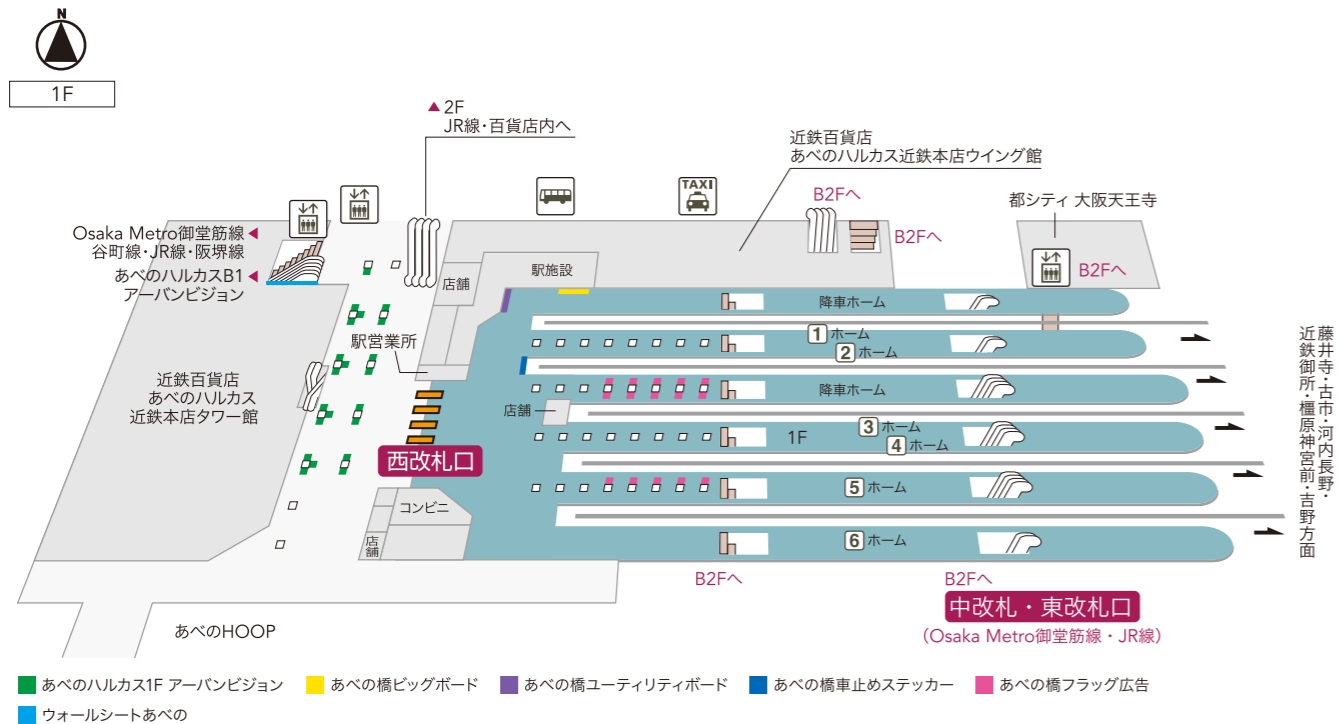 N
1F
▲2F
JR線・百貨店内へ
近鉄百貨店
あべのハルカス近鉄本店ウイング館
TAXI
B2Fへ
B2Fへ
都シティ 大阪天王寺
B2Fへ
Osaka Metro御堂筋線◀
谷町線・JR線・阪堺線
あべのハルカスB1◀
アーバンビジョン
店舗
駅施設
降車ホーム
1 ホーム
2 ホーム
駅営業所
降車ホーム
近鉄百貨店
あべのハルカス
近鉄本店タワー館
店舗
1F
3 ホーム
4 ホーム
西改札口
5 ホーム
コンビニ
店舗
6 ホーム
藤井寺・古市・河内長野・
近鉄御所・橿原神宮前・吉野方面
B2Fへ
B2Fへ
中改札・東改札口
（Osaka Metro御堂筋線・JR線）
あべのHOOP
あべのハルカス1F アーバンビジョン
あべの橋ビッグボード
あべの橋ユーティリティボード
あべの橋車止めステッカー
あべの橋フラッグ広告
ウォールシートあべの